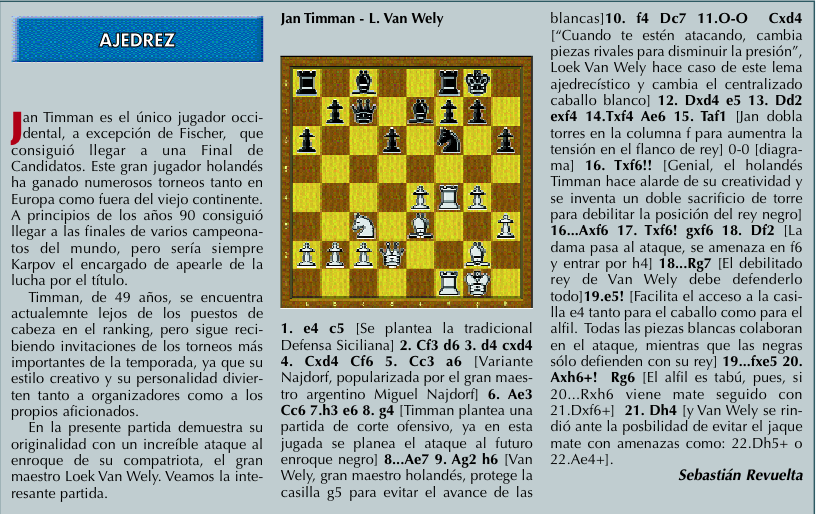 AJEDREZ
Jan Timman es el único jugador occi-
dental, a excepción de Fischer, que
consiguió llegar a una Final de
Candidatos. Este gran jugador holandés
ha ganado numerosos torneos tanto en
Europa como fuera del viejo continente.
A principios de los años 90 consiguió
llegar a las finales de varios campeona-
tos del mundo, pero sería siempre
Karpov el encargado de apearle de la
lucha por el título.
Timman, de 49 años, se encuentra
actualemnte lejos de los puestos de
cabeza en el ranking, pero sigue reci-
biendo invitaciones de los torneos más
importantes de la temporada, ya que su
estilo creativo y su personalidad divier-
ten tanto a organizadores como a los
propios aficionados.
En la presente partida demuestra su
originalidad con un increíble ataque al
enroque de su compatriota, el gran
maestro Loek Van Wely. Veamos la inte-
resante partida.
Jan Timman - L. Van Wely
1. e4 c5 [Se plantea la tradicional
Defensa Siciliana] 2. Cf3 d6 3. d4 cxd4
4. Cxd4 Cf6 5. Cc3 a6 [Variante
Najdorf, popularizada por el gran maes-
tro argentino Miguel Najdorf] 6. Ae3
Cc6 7.h3 e6 8. g4 [Timman plantea una
partida de corte ofensivo, ya en esta
jugada se planea el ataque al futuro
enroque negro] 8...Ae7 9. Ag2 h6 [Van
Wely, gran maestro holandés, protege la
casilla g5 para evitar el avance de las
blancas]10. f4 Dc7 11.O-O Cxd4
["Cuando te estén atacando, cambia
piezas rivales para disminuir la presión",
Loek Van Wely hace caso de este lema
ajedrecístico y cambia el centralizado
caballo blanco] 12. Dxd4 e5 13. Dd2
exf4 14.Txf4 Ae6 15. Taf1 [Jan dobla
torres en la columna f para aumentar la
tensión en el flanco de rey] 0-0 [diagra-
ma] 16. Txf6!! [Genial, el holandés
Timman hace alarde de su creatividad y
se inventa un doble sacrificio de torre
para debilitar la posición del rey negro]
16...Axf6 17. Txf6! gxf6 18. Df2 [La
dama pasa al ataque, se amenaza en f6
y entrar por h4] 18...Rg7 [El debilitado
rey de Van Wely debe defenderlo
todo]19.e5! [Facilita el acceso a la casi-
lla e4 tanto para el caballo como para el
alfil. Todas las piezas blancas colaboran
en el ataque, mientras que las negras
sólo defienden con su rey] 19...fxe5 20.
Axh6+! Rg6 [El alfil es tabú, pues, si
20...Rxh6 viene mate seguido con
21.Dxf6+] 21. Dh4 [y Van Wely se rin-
dió ante la posbilidad de evitar el jaque
mate con amenazas como: 22.Dh5+ o
22.Ae4+].
Sebastián Revuelta